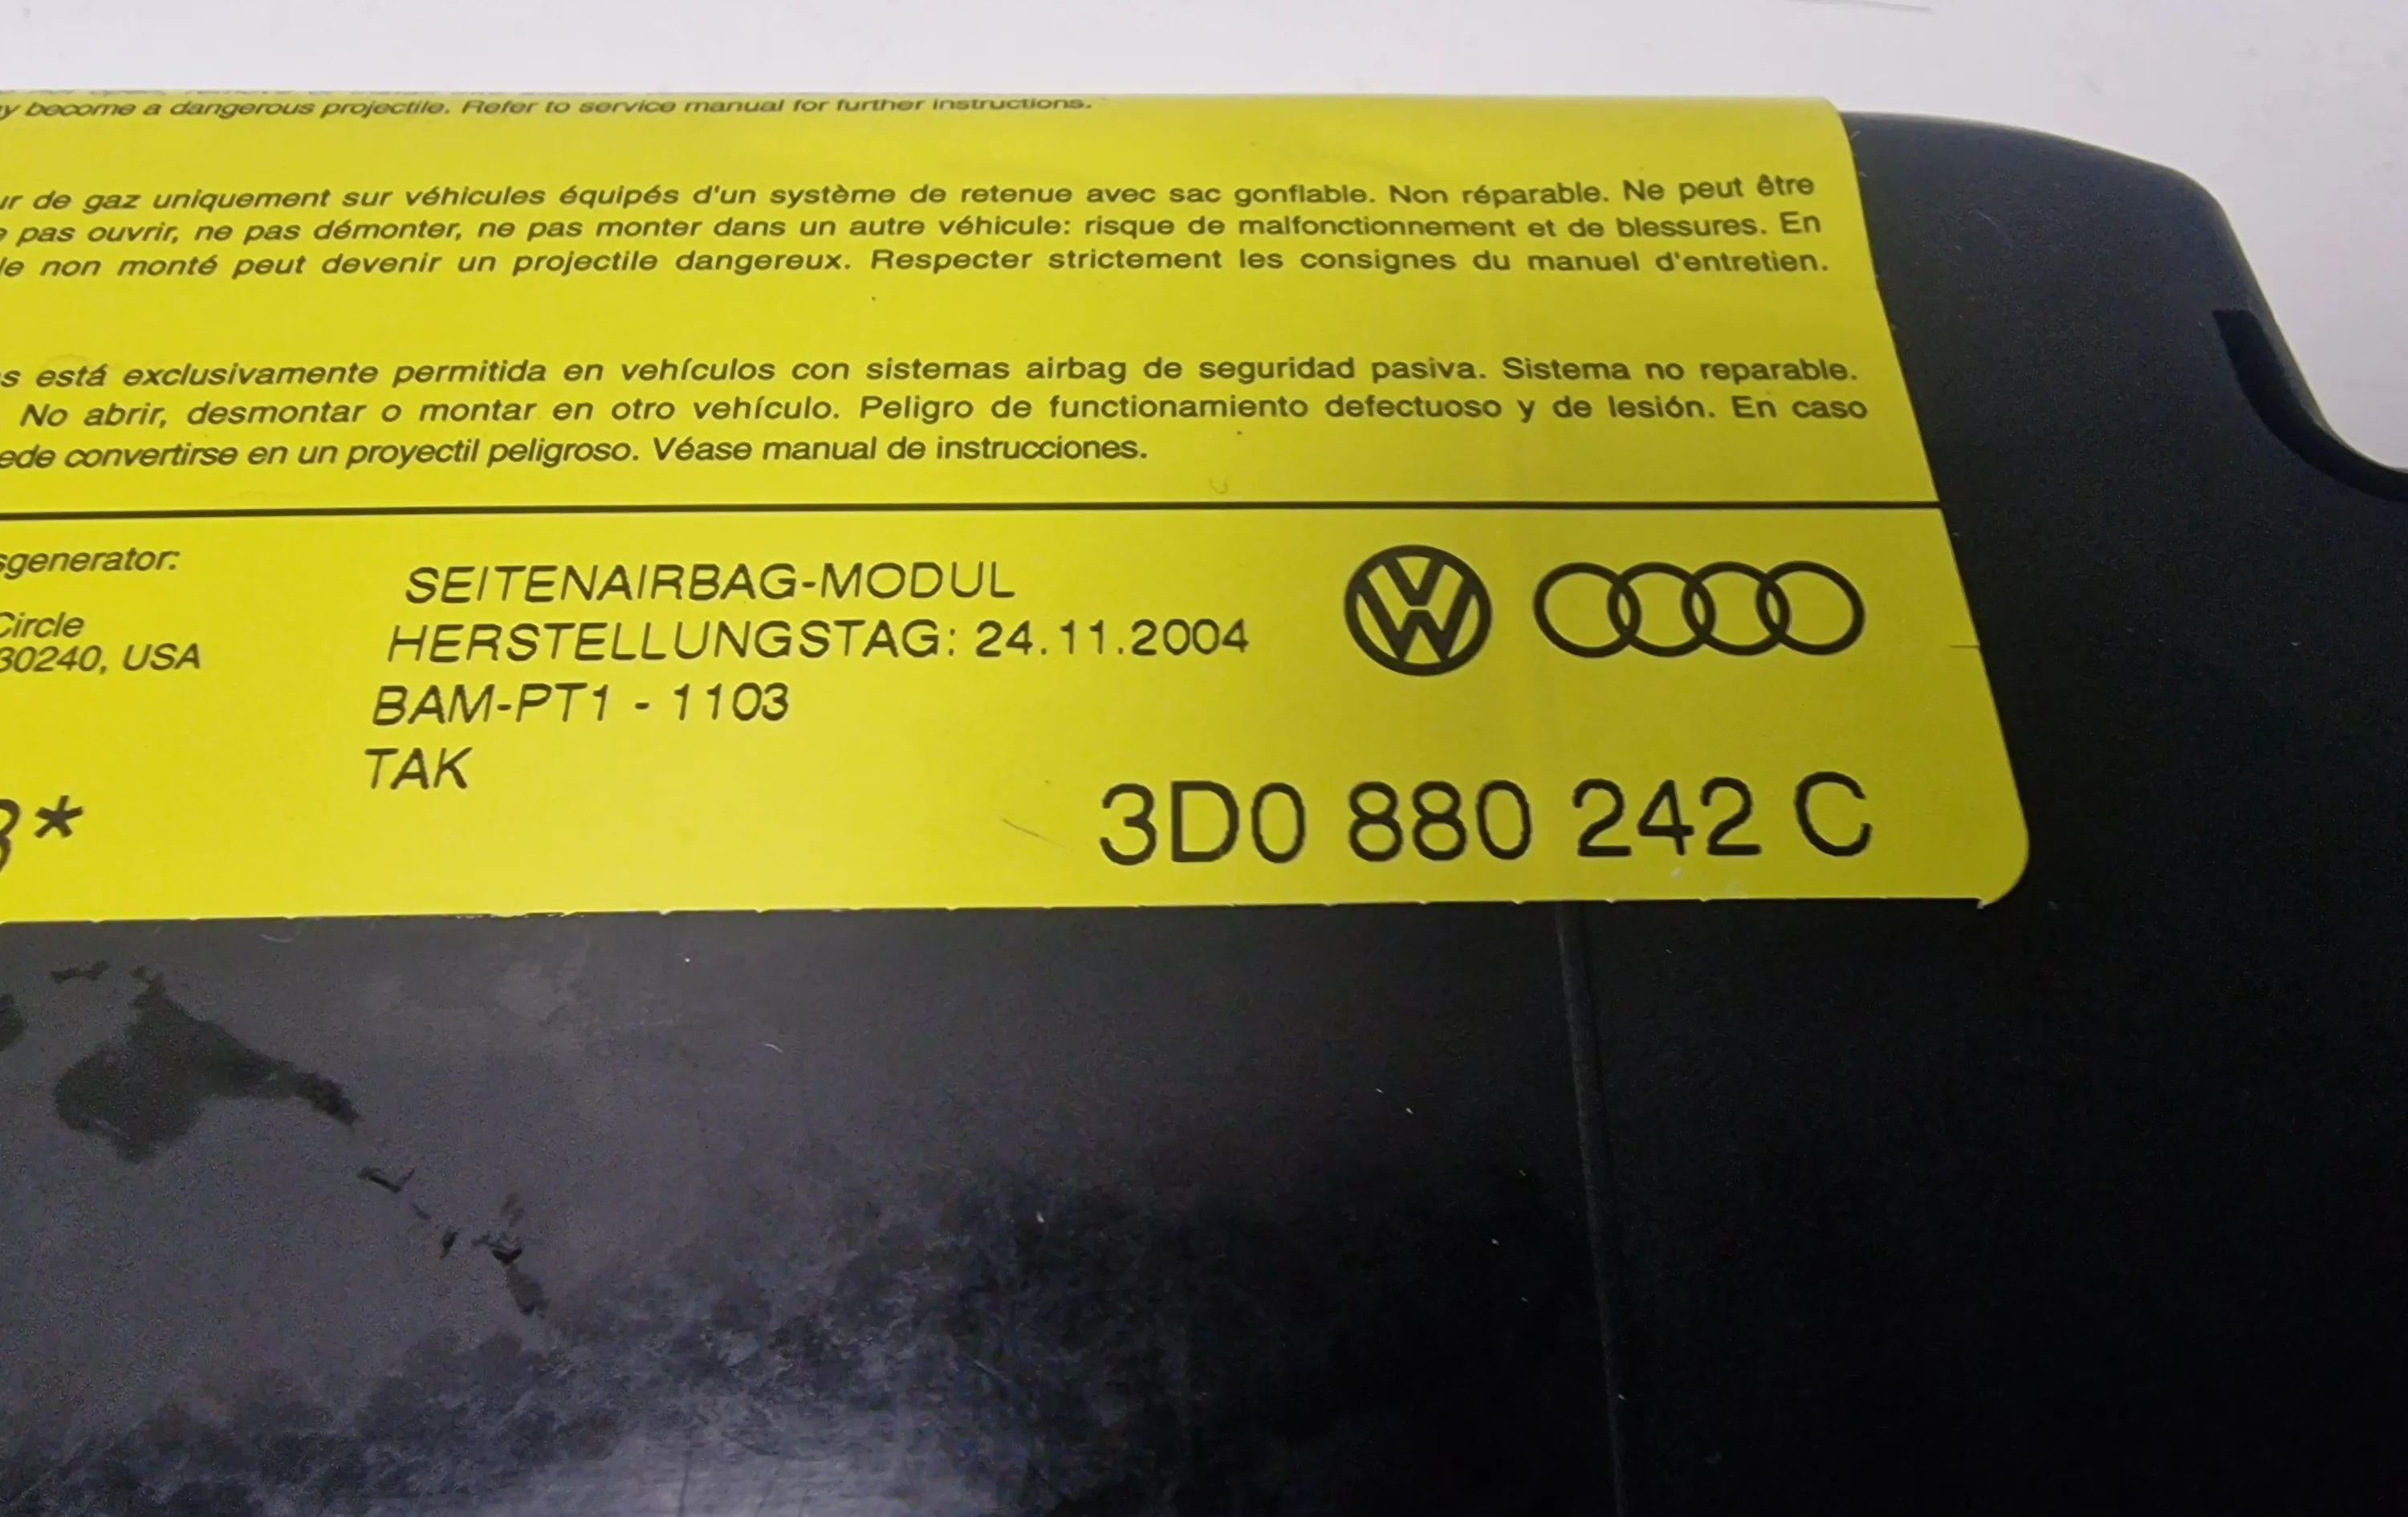 become a dangerous projectile. Refer to service manual for further instructions.
de gaz uniquement sur véhicules équipés d'un système de retenue avec sac gonflable. Non réparable. Ne peut être
pas ouvrir, ne pas démonter, ne pas monter dans un autre véhicule: risque de malfonctionnement et de blessures. En
non monté peut devenir un projectile dangereux. Respecter strictement les consignes du manuel d'entretien.
está exclusivamente permitida en vehículos con sistemas airbag de seguridad pasiva. Sistema no reparable.
No abrir, desmontar o montar en otro vehículo. Peligro de functionamiento defectuoso y de lesión. En caso
convertirse en un proyectil peligroso. Véase manual de instrucciones.
sgenerator:
Circle
30240, USA
SEITENAIRBAG-MODUL
HERSTELLUNGSTAG: 24.11.2004
BAM-PT1 - 1103
TAK
3D0 880 242 C